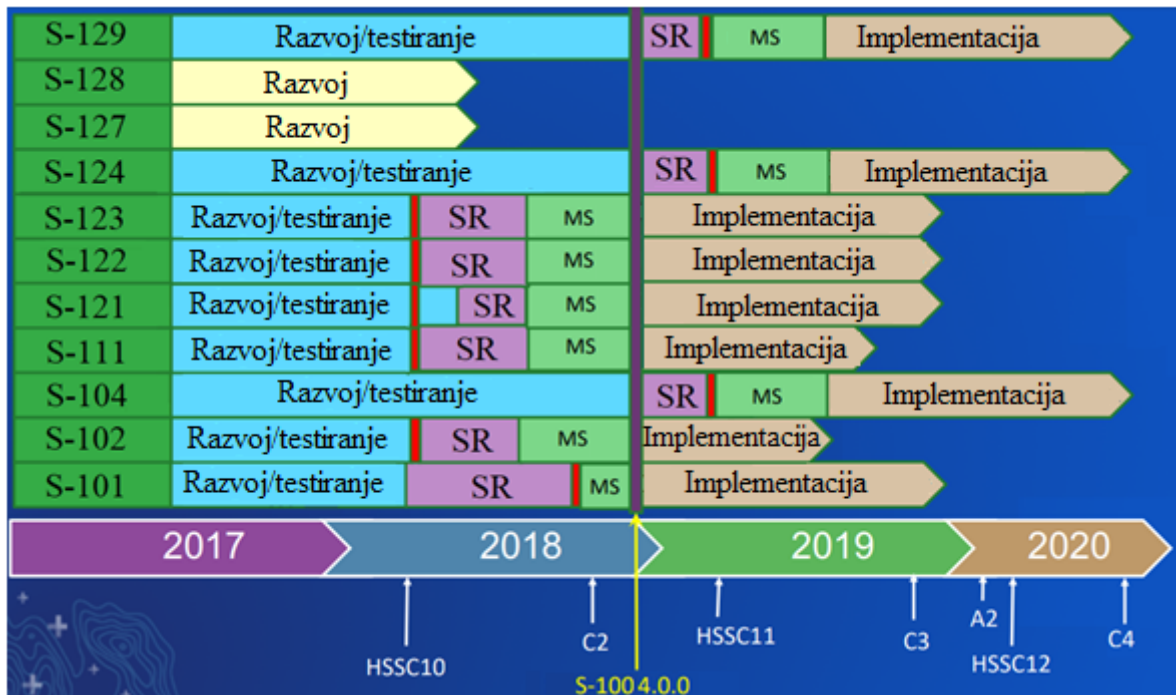 S-129 Razvoj/testiranje SR MS Implementacija
S-128 Razvoj
S-127 Razvoj
S-124 Razvoj/testiranje SR MS Implementacija
S-123 Razvoj/testiranje SR MS Implementacija
S-122 Razvoj/testiranje SR MS Implementacija
S-121 Razvoj/testiranje SR MS Implementacija
S-111 Razvoj/testiranje SR MS Implementacija
S-104 Razvoj/testiranje SR MS Implementacija
S-102 Razvoj/testiranje SR MS Implementacija
S-101 Razvoj/testiranje SR MS Implementacija
2017 2018 2019 2020
HSSC10 C2 HSSC11 C3 A2 HSSC12 C4
S-100 4.0.0